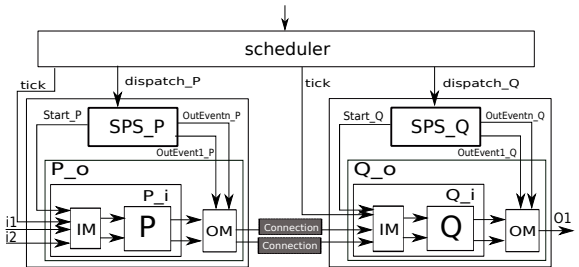 scheduler
tick
dispatch_P
tick
dispatch_Q
Start_P
SPS_P
OutEventn_P
Start_Q
SPS_Q
OutEventn_Q
OutEvent1_P
OutEvent1_Q
P_o
Q_o
P_i
Q_i
i1
i2
IM
P
OM
Connection
Connection
IM
Q
OM
O1